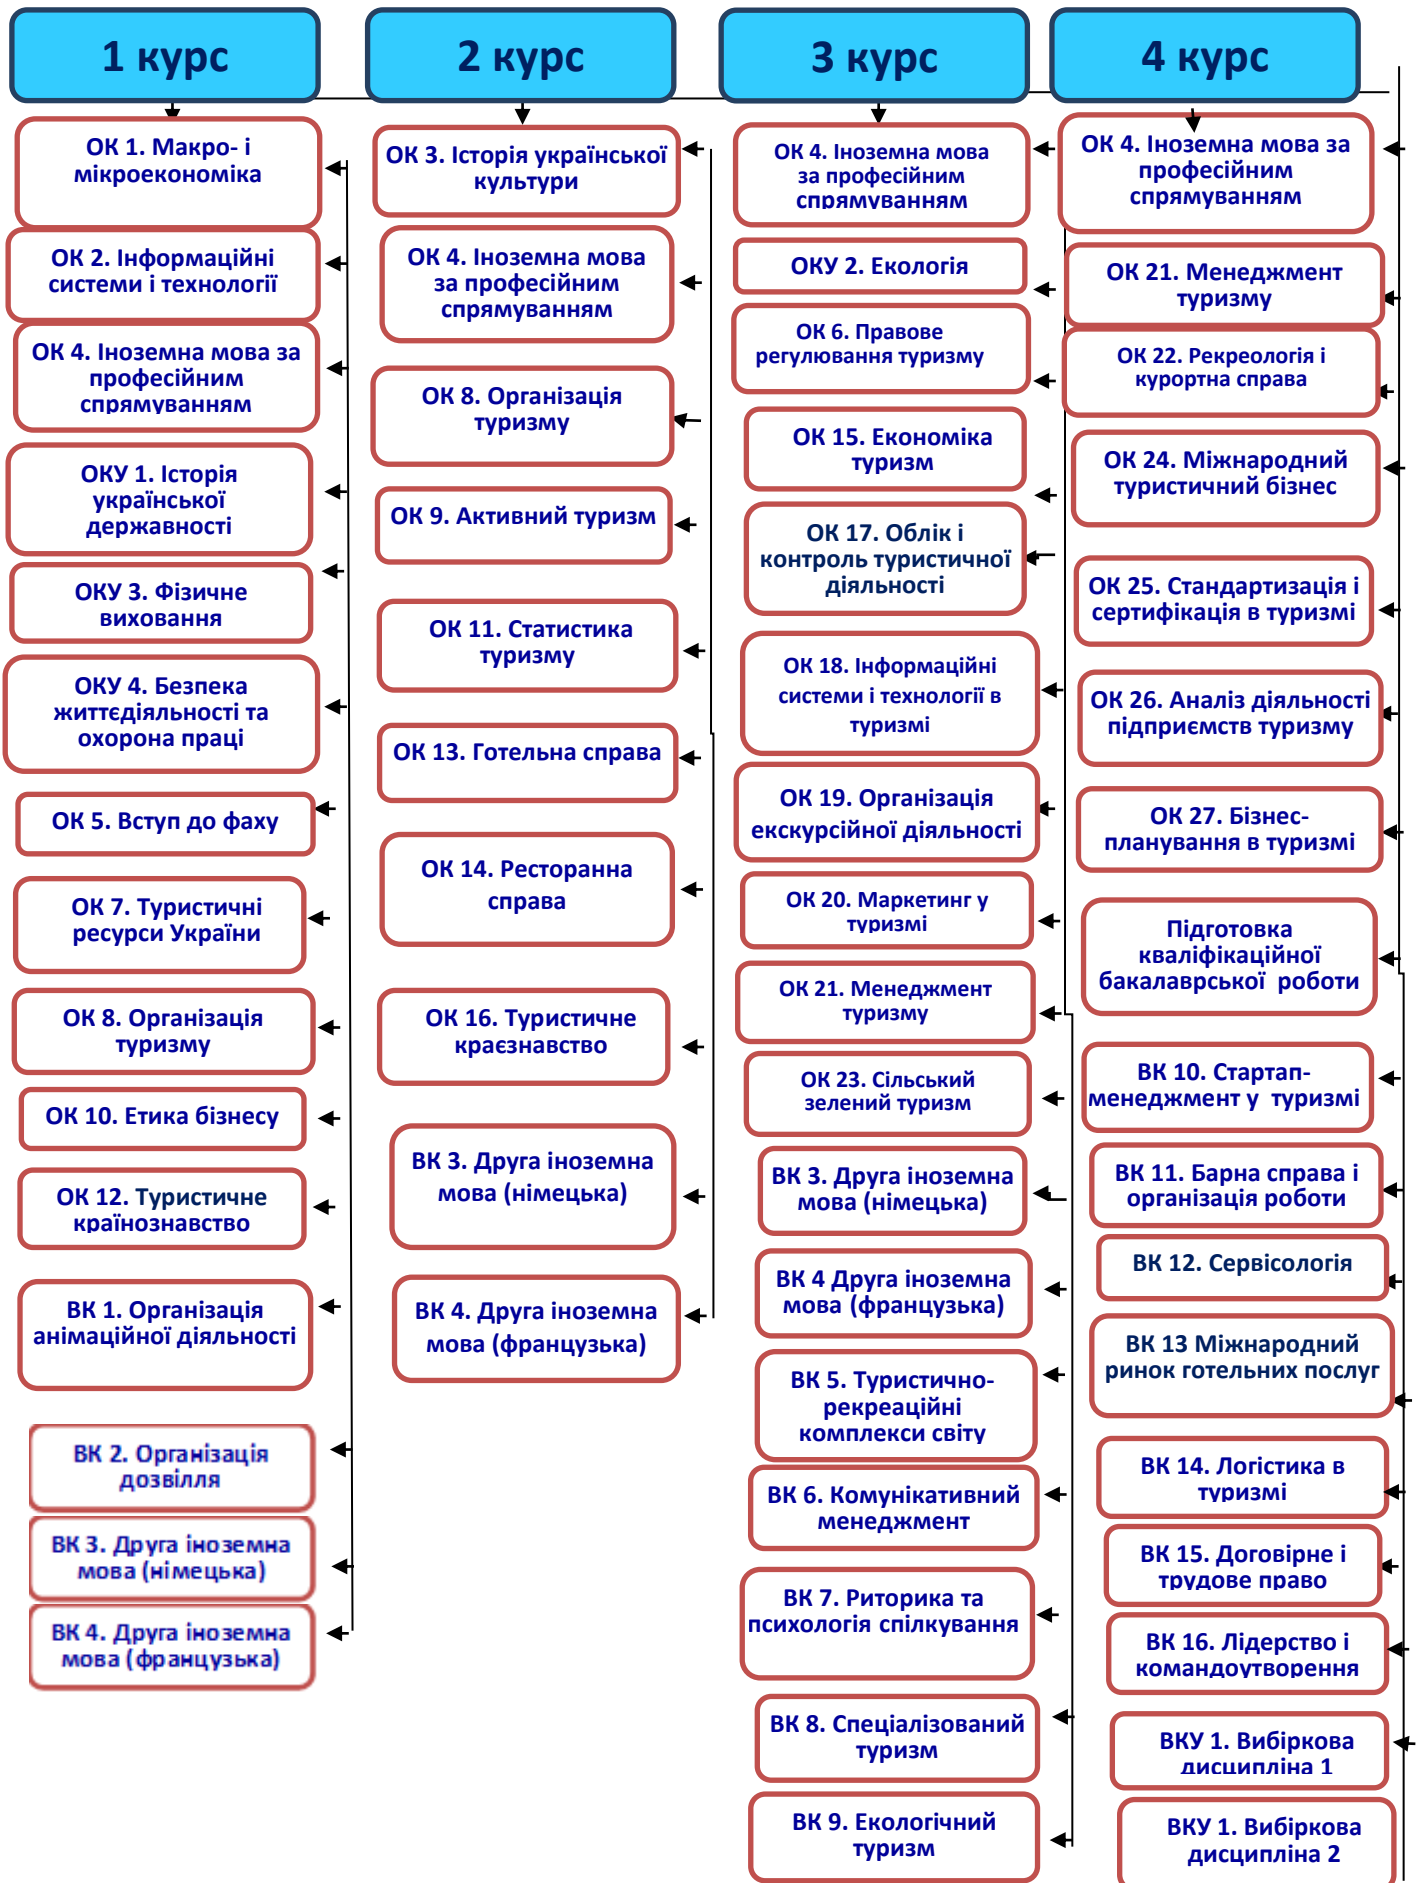 1 курс
ОК 1. Макро- і
мікроекономіка
ОК 2. Інформаційні
системи і технології
ОК 4. Іноземна мова за
професійним
спрямуванням
ОКУ 1. Історія
української
державності
ОКУ 3. Фізичне
виховання
ОКУ 4. Безпека
життєдіяльності та
охорона праці
ОК 5. Вступ до фаху
ОК 7. Туристичні
ресурси України
ОК 8. Організація
туризму
ОК 10. Етика бізнесу
ОК 12. Туристичне
країнознавство
ВК 1. Організація
анімаційної діяльності
ВК 2. Організація
дозвілля
ВК 3. Друга іноземна
мова (німецька)
ВК 4. Друга іноземна
мова (французька)
2 курс
ОК 3. Історія української
культури
ОК 4. Іноземна мова
за професійним
спрямуванням
ОК 8. Організація
туризму
ОК 9. Активний туризм
ОК 11. Статистика
туризму
ОК 13. Готельна справа
ОК 14. Ресторанна
справа
ОК 16. Туристичне
краєзнавство
ВК 3. Друга іноземна
мова (німецька)
ВК 4. Друга іноземна
мова (французька)
3 курс
ОК 4. Іноземна мова
за професійним
спрямуванням
ОКУ 2. Екологія
ОК 6. Правове
регулювання туризму
ОК 15. Економіка
туризм
ОК 17. Облік і
контроль туристичної
діяльності
ОК 18. Інформаційні
системи і технології в
туризмі
ОК 19. Організація
екскурсійної діяльності
ОК 20. Маркетинг у
туризмі
ОК 21. Менеджмент
туризму
ОК 23. Сільський
зелений туризм
ВК 3. Друга іноземна
мова (німецька)
ВК 4 Друга іноземна
мова (французька)
ВК 5. Туристично-
рекреаційні
комплекси світу
ВК 6. Комунікативний
менеджмент
ВК 7. Риторика та
психологія спілкування
ВК 8. Спеціалізований
туризм
ВК 9. Екологічний
туризм
4 курс
ОК 4. Іноземна мова за
професійним
спрямуванням
ОК 21. Менеджмент
туризму
ОК 22. Рекреологія і
курортна справа
ОК 24. Міжнародний
туристичний бізнес
ОК 25. Стандартизація і
сертифікація в туризмі
ОК 26. Аналіз діяльності
підприємств туризму
ОК 27. Бізнес-
планування в туризмі
Підготовка
кваліфікаційної
бакалаврської роботи
ВК 10. Стартап-
менеджмент у туризмі
ВК 11. Барна справа і
організація роботи
ВК 12. Сервісологія
ВК 13 Міжнародний
ринок готельних послуг
ВК 14. Логістика в
туризмі
ВК 15. Договірне і
трудове право
ВК 16. Лідерство і
командоутворення
ВКУ 1. Вибіркова
дисципліна 1
ВКУ 1. Вибіркова
дисципліна 2